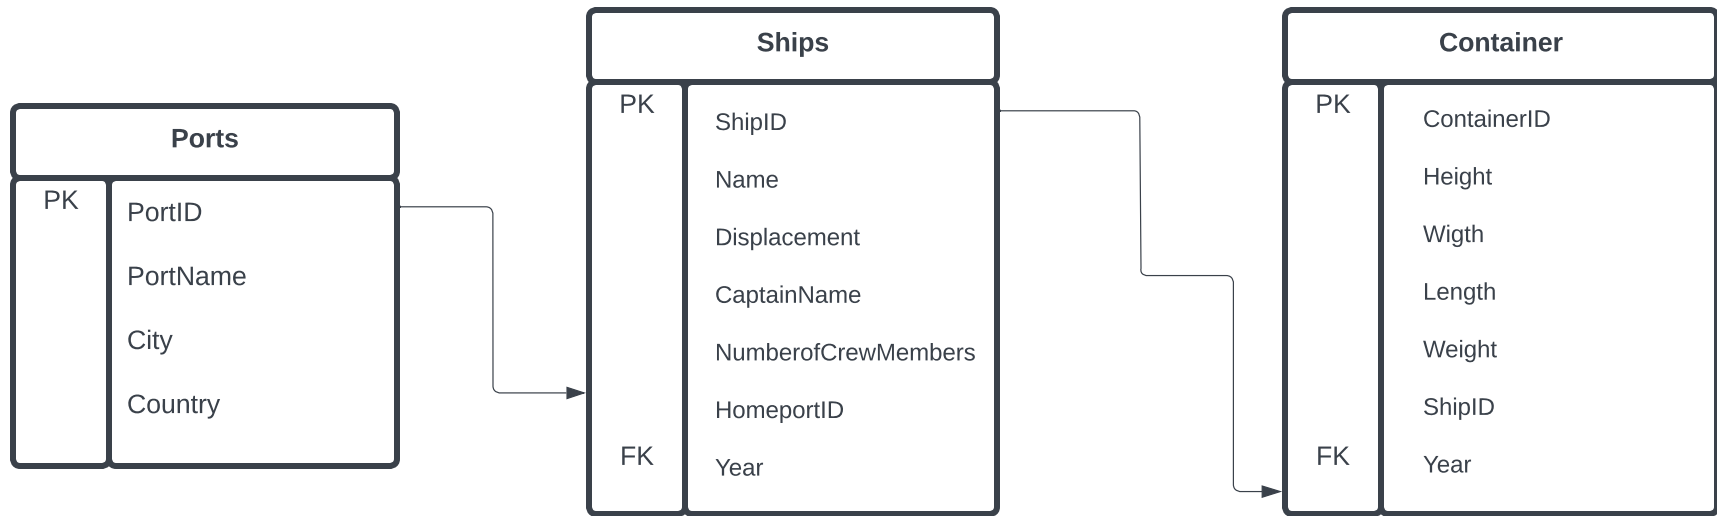 Ports
PK
PortID
PortName
City
Country
Ships
PK
ShipID
Name
Displacement
CaptainName
NumberofCrewMembers
HomeportID
FK
Year
Container
PK
ContainerID
Height
Wigth
Length
Weight
ShipID
FK
Year